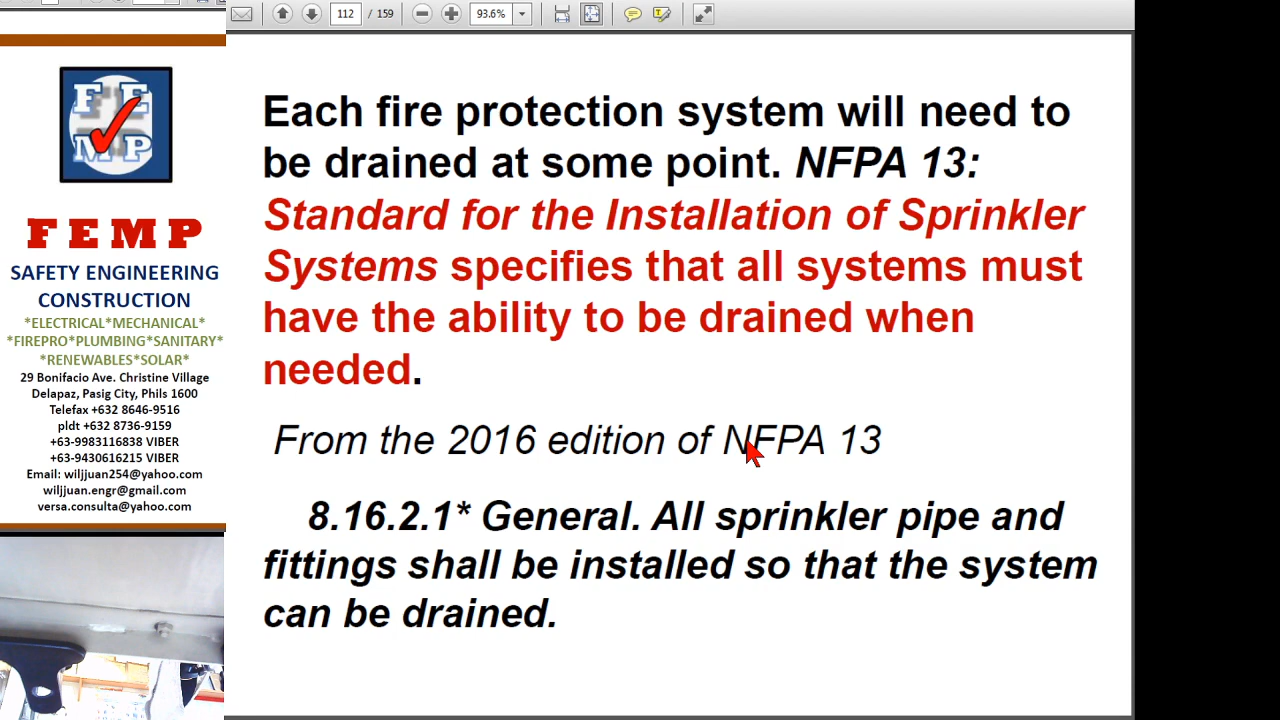 112 / 159
93.6%
F E
M P
F E M P
SAFETY ENGINEERING
CONSTRUCTION
*ELECTRICAL*MECHANICAL*
*FIREPRO*PLUMBING*SANITARY*
*RENEWABLES*SOLAR*
29 Bonifacio Ave. Christine Village
Delapaz, Pasig City, Phils 1600
Telefax +632 8646-9516
pldt +632 8736-9159
+63-9983116838 VIBER
+63-9430616215 VIBER
Email: wiljjuan254@yahoo.com
wiljjuan.engr@gmail.com
versa.consulta@yahoo.com
Each fire protection system will need to
be drained at some point. NFPA 13:
Standard for the Installation of Sprinkler
Systems specifies that all systems must
have the ability to be drained when
needed.
From the 2016 edition of NFPA 13
8.16.2.1* General. All sprinkler pipe and
fittings shall be installed so that the system
can be drained.